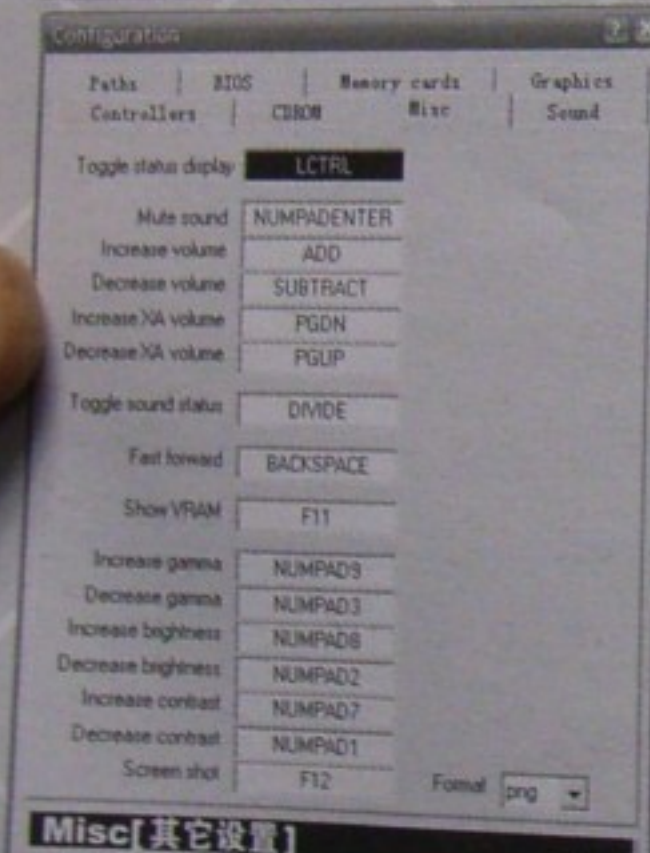 Configuration
Paths BIOS Memory cards Graphics
Controllers CDROM Misc Sound
Toggle status display LCTRL
Mute sound NUMPADENTER
Increase volume ADD
Decrease volume SUBTRACT
Increase XA volume PGDN
Decrease XA volume PGUP
Toggle sound status DIVIDE
Fast forward BACKSPACE
Show VRAM F11
Increase gamma NUMPAD9
Decrease gamma NUMPAD3
Increase brightness NUMPAD8
Decrease brightness NUMPAD2
Increase contrast NUMPAD7
Decrease contrast NUMPAD1
Screen shot F12 Format png
Misc[其它设置]